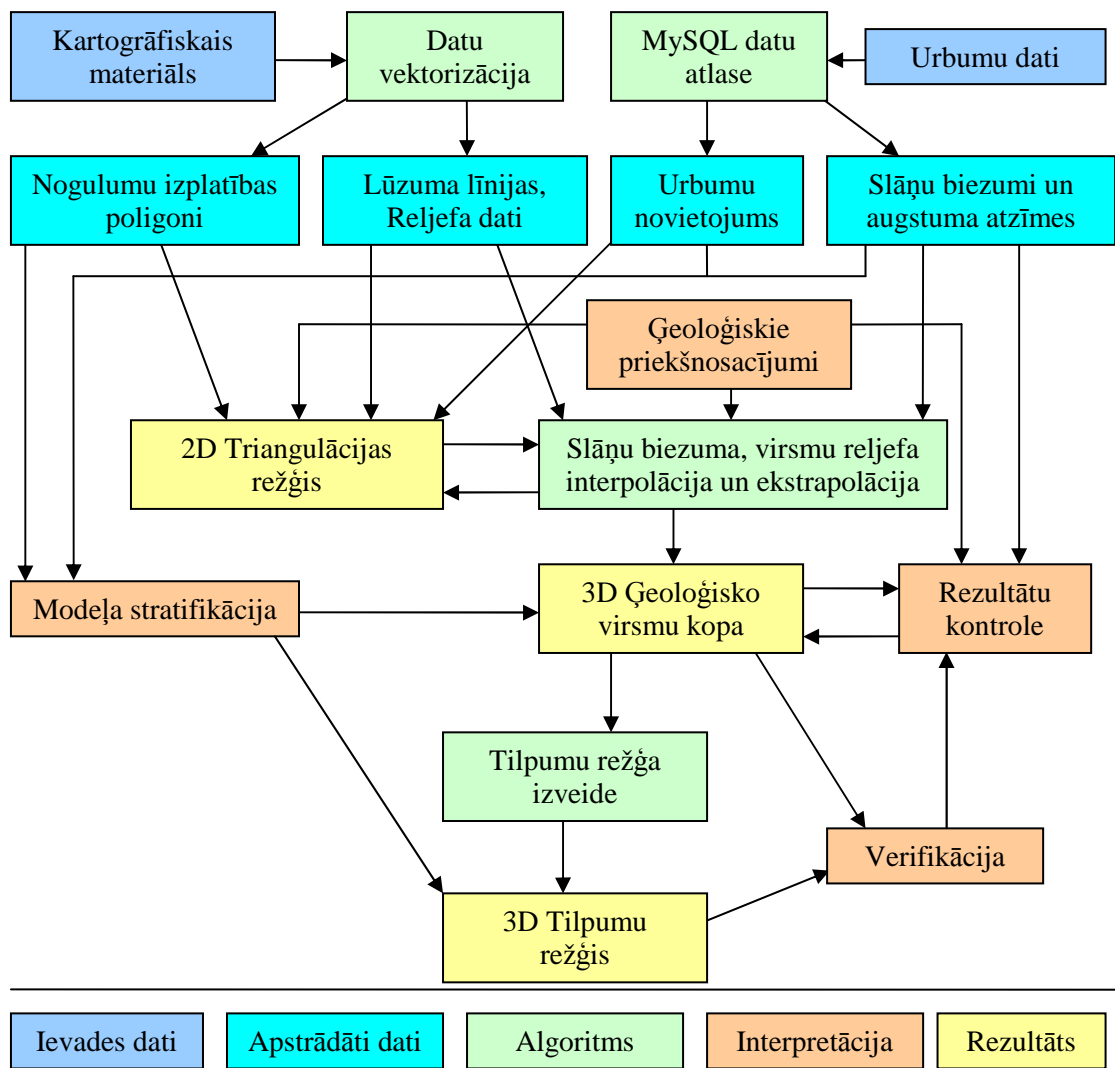 Kartogrāfiskais
materiāls
Datu
vektorizācija
MySQL datu
atlase
Urbumu dati
Nogulumu izplatības
poligoni
Lūzuma līnijas,
Reljefa dati
Urbumu
novietojums
Slāņu biezumi un
augstuma atzīmes
Ģeoloģiskie
priekšnosacījumi
2D Triangulācijas
režģis
Slāņu biezuma, virsmu reljefa
interpolācija un ekstrapolācija
Modeļa stratifikācija
3D Ģeoloģisko
virsmu kopa
Rezultātu
kontrole
Tilpumu režģa
izveide
Verifikācija
3D Tilpumu
režģis
Ievades dati
Apstrādāti dati
Algoritms
Interpretācija
Rezultāts